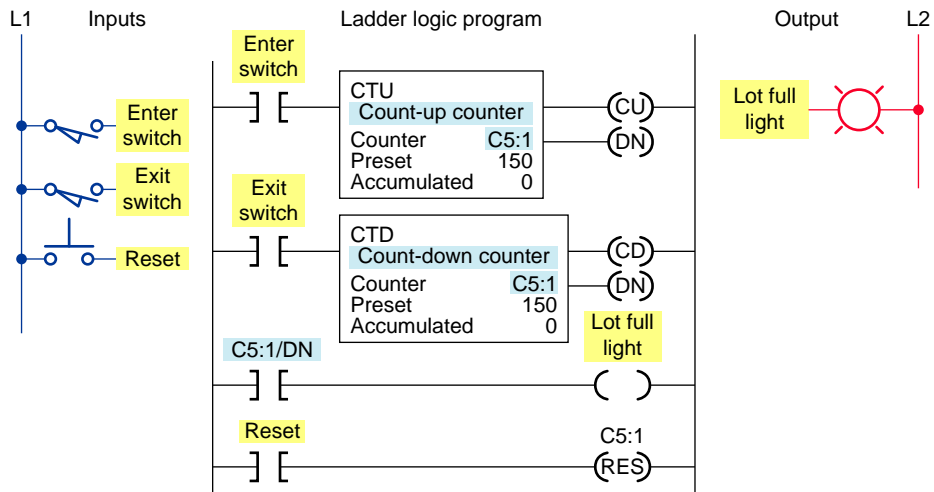 L1
Inputs
Ladder logic program
Output
L2
Enter
switch
Exit
switch
Reset
Enter
switch
CTU
Count-up counter
Counter C5:1
Preset 150
Accumulated 0
CU
DN
Exit
switch
CTD
Count-down counter
Counter C5:1
Preset 150
Accumulated 0
CD
DN
C5:1/DN
Lot full
light
Reset
C5:1
RES
Lot full
light